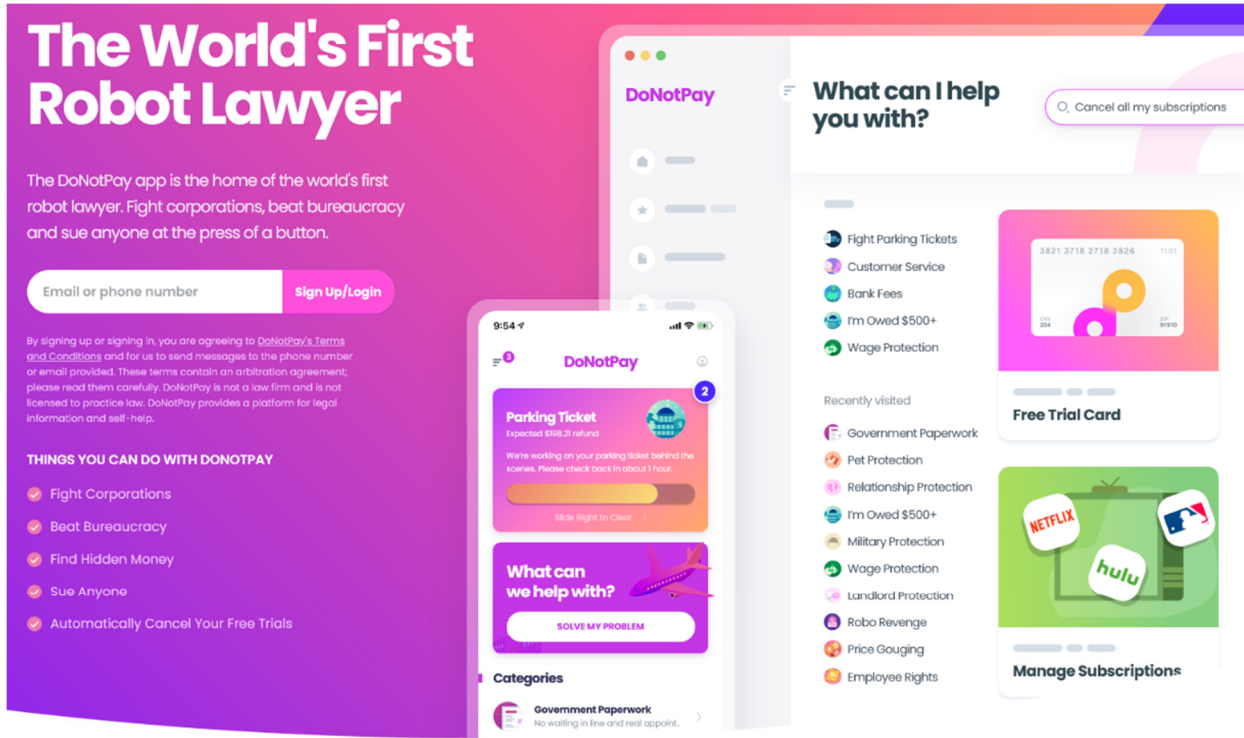 The World's First
Robot Lawyer
The DoNotPay app is the home of the world's first
robot lawyer. Fight corporations, beat bureaucracy
and sue anyone at the press of a button.
Email or phone number
Sign Up/Login
By signing up or signing in, you are agreeing to DoNotPay's Terms
and Conditions and for us to send messages to the phone number
or email provided. These terms contain an arbitration agreement;
please read them carefully. DoNotPay is not a law firm and is not
licensed to practice law. DoNotPay provides a platform for legal
information and self-help.
THINGS YOU CAN DO WITH DONOTPAY
Fight Corporations
Beat Bureaucracy
Find Hidden Money
Sue Anyone
Automatically Cancel Your Free Trials
9:54
3
DoNotPay
2
Parking Ticket
Expected $198.21 refund
We're working on your parking ticket behind the
scenes. Please check back in about 1 hour.
Slide Right to Clear
What can
we help with?
SOLVE MY PROBLEM
Categories
Government Paperwork
No waiting in line and real appoint..
DoNotPay
What can I help
you with?
Cancel all my subscriptions
Fight Parking Tickets
Customer Service
Bank Fees
I'm Owed $500+
Wage Protection
Recently visited
Government Paperwork
Pet Protection
Relationship Protection
I'm Owed $500+
Military Protection
Wage Protection
Landlord Protection
Robo Revenge
Price Gouging
Employee Rights
3821 3718 2718 3826
11/21
CVV
234
ZIP
91910
Free Trial Card
NETFLIX
hulu
Manage Subscriptions